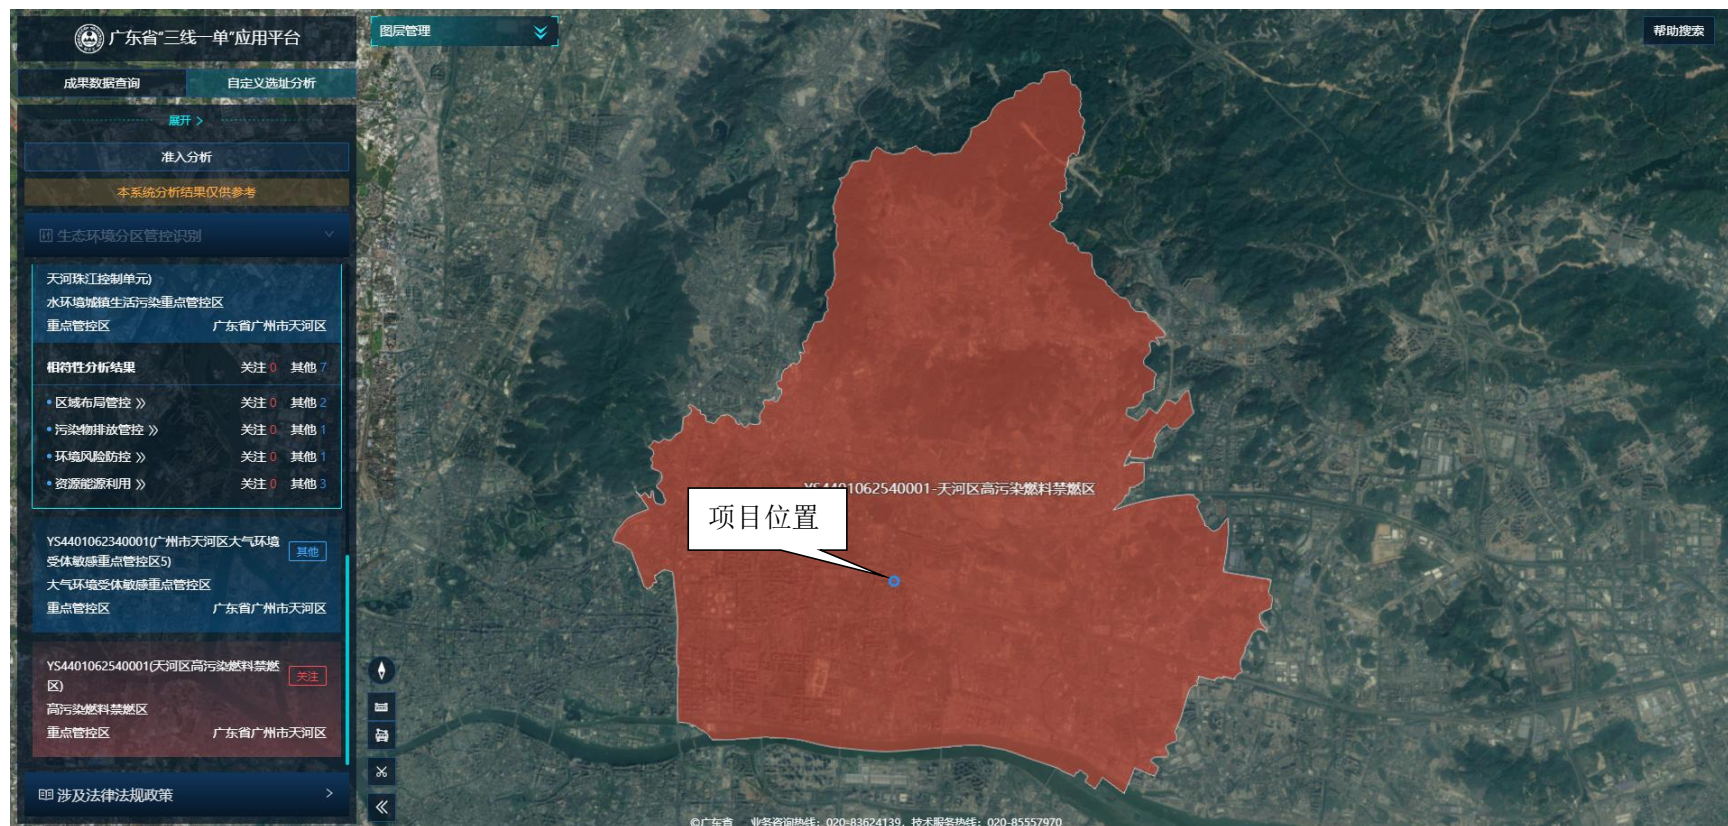 广东省“三线一单”应用平台
成果数据查询
自定义选址分析
展开 >
准入分析
本系统分析结果仅供参考
生态环境分区管控识别
天河珠江控制单元)
水环境城镇生活污染重点管控区
重点管控区 广东省广州市天河区
相符性分析结果 关注 0 其他 7
区域布局管控 关注 0 其他 2
污染物排放管控 关注 0 其他 1
环境风险防控 关注 0 其他 1
资源能源利用 关注 0 其他 3
YS4401062340001(广州市天河区大气环境
受体敏感重点管控区5)
其他
大气环境受体敏感重点管控区
重点管控区 广东省广州市天河区
YS4401062540001(天河区高污染燃料禁燃
区)
关注
高污染燃料禁燃区
重点管控区 广东省广州市天河区
涉及法律法规政策 >
图层管理
帮助搜索
YS4401062540001-天河区高污染燃料禁燃区
项目位置
©广东省 业务咨询热线：020-83624139，技术服务热线：020-85557970